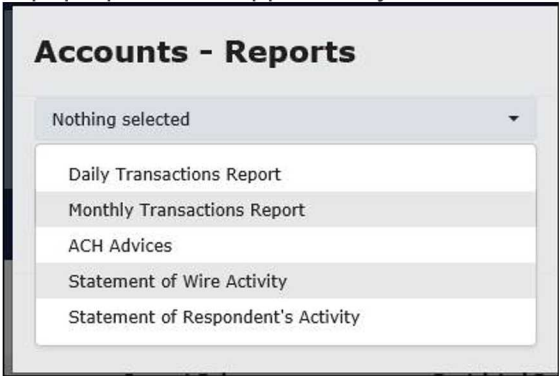 Accounts - Reports
Nothing selected
Daily Transactions Report
Monthly Transactions Report
ACH Advices
Statement of Wire Activity
Statement of Respondent's Activity